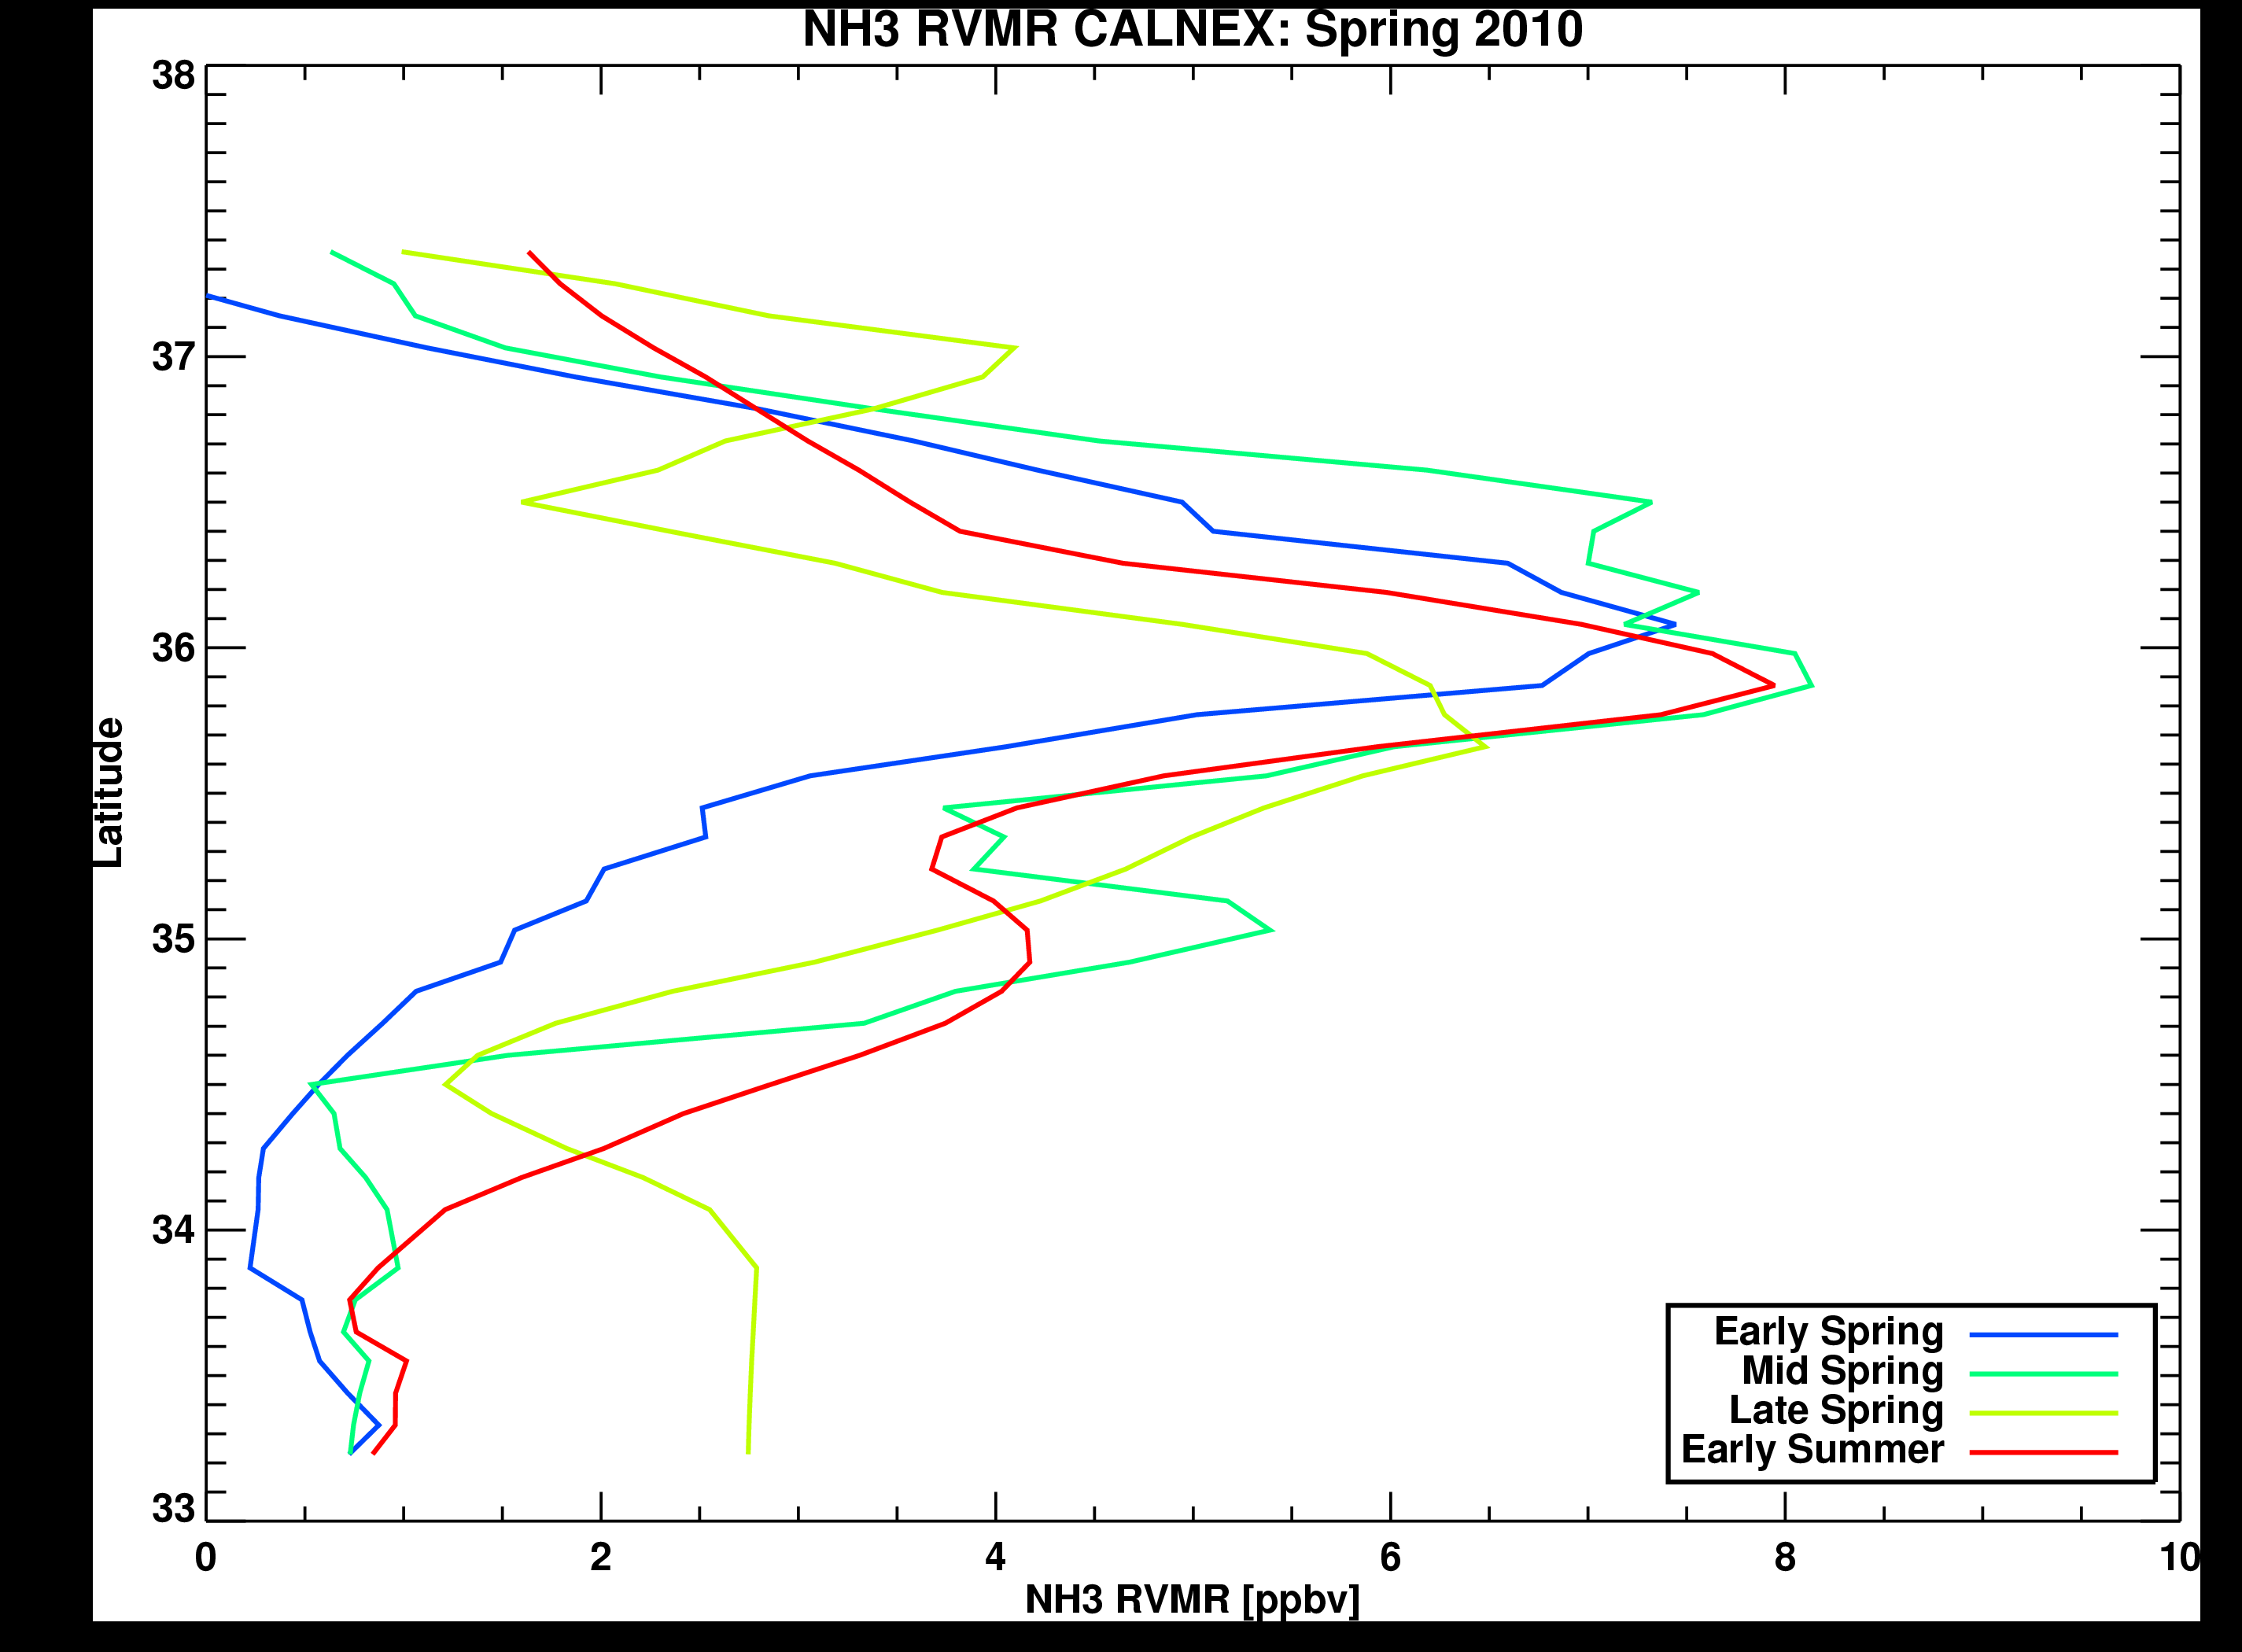 NH3 RVMR CALNEX: Spring 2010
38
37
36
35
34
33
Latitude
0 2 4 6 8 10
NH3 RVMR [ppbv]
Early Spring
Mid Spring
Late Spring
Early Summer